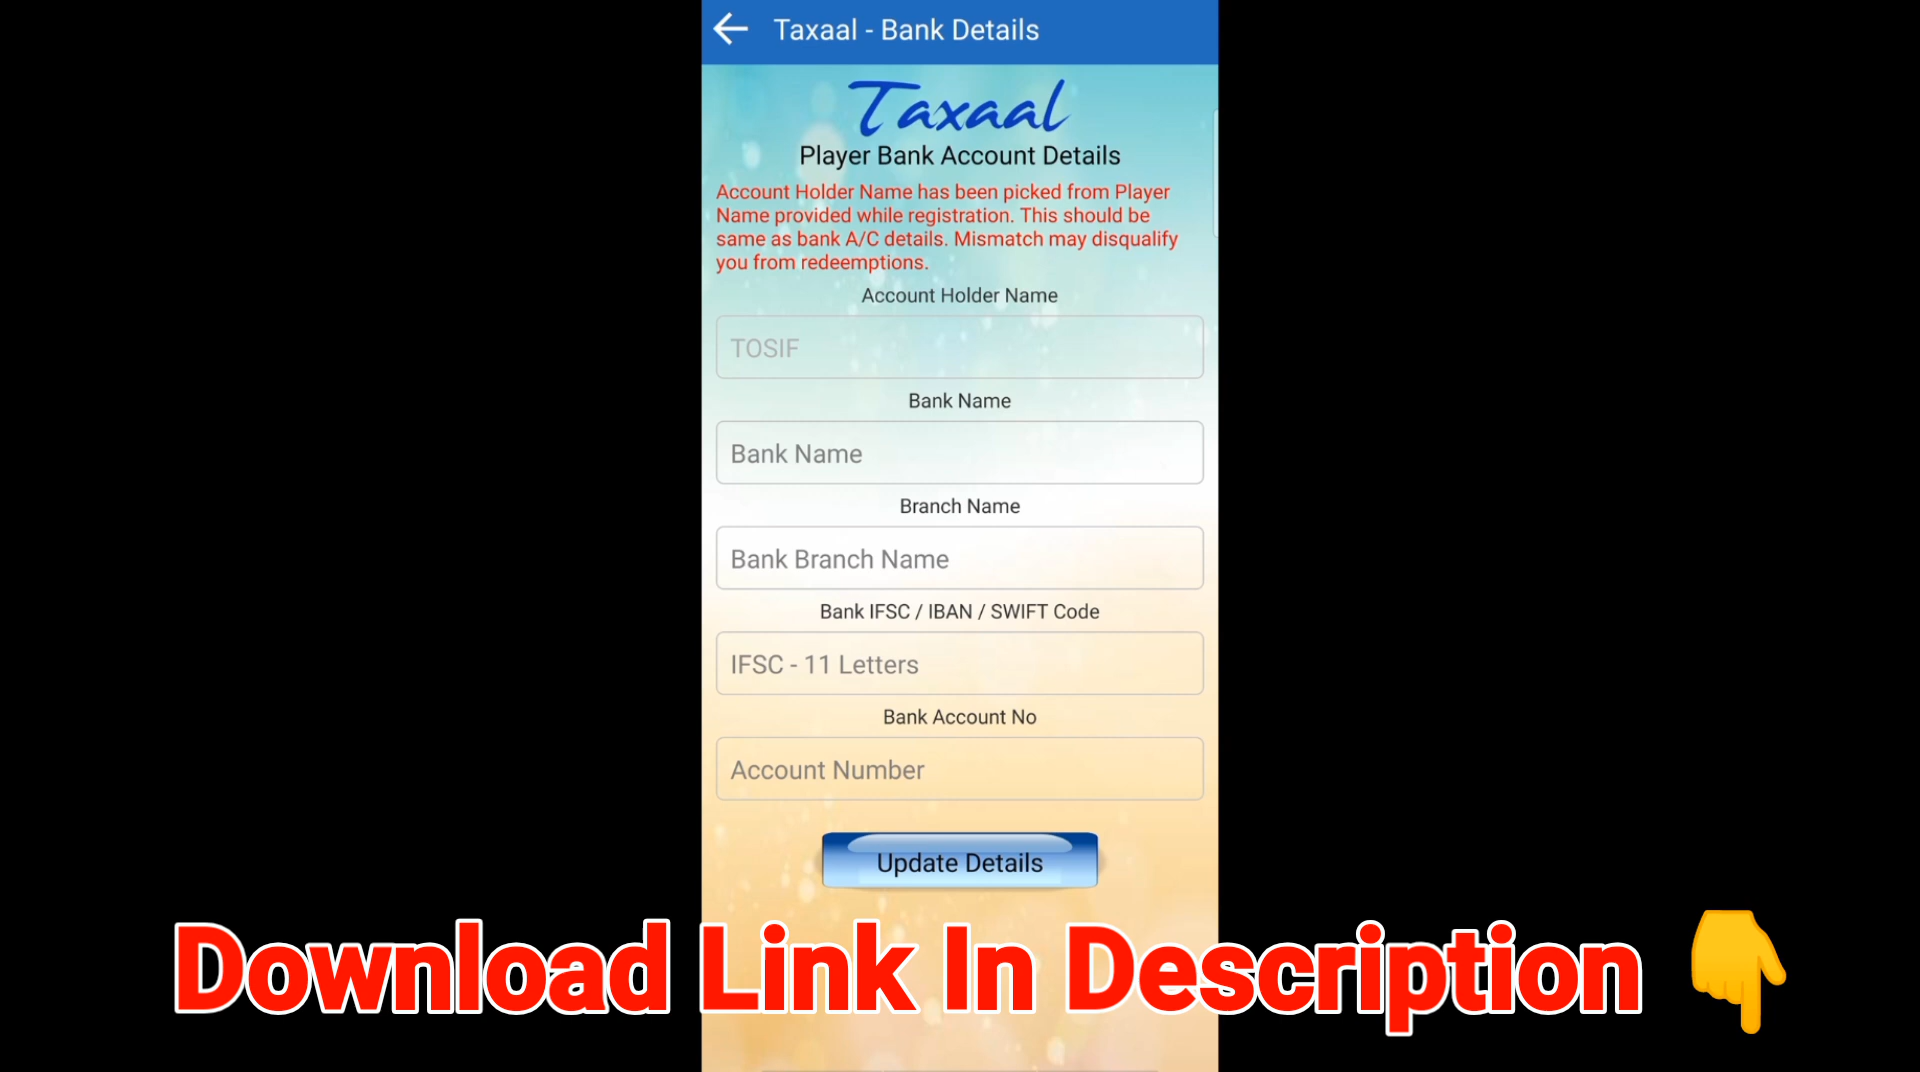 Taxaal - Bank Details
Taxaal
Player Bank Account Details
Account Holder Name has been picked from Player
Name provided while registration. This should be
same as bank A/C details. Mismatch may disqualify
you from redeemptions.
Account Holder Name
TOSIF
Bank Name
Bank Name
Branch Name
Bank Branch Name
Bank IFSC / IBAN / SWIFT Code
IFSC - 11 Letters
Bank Account No
Account Number
Update Details
Download Link In Description